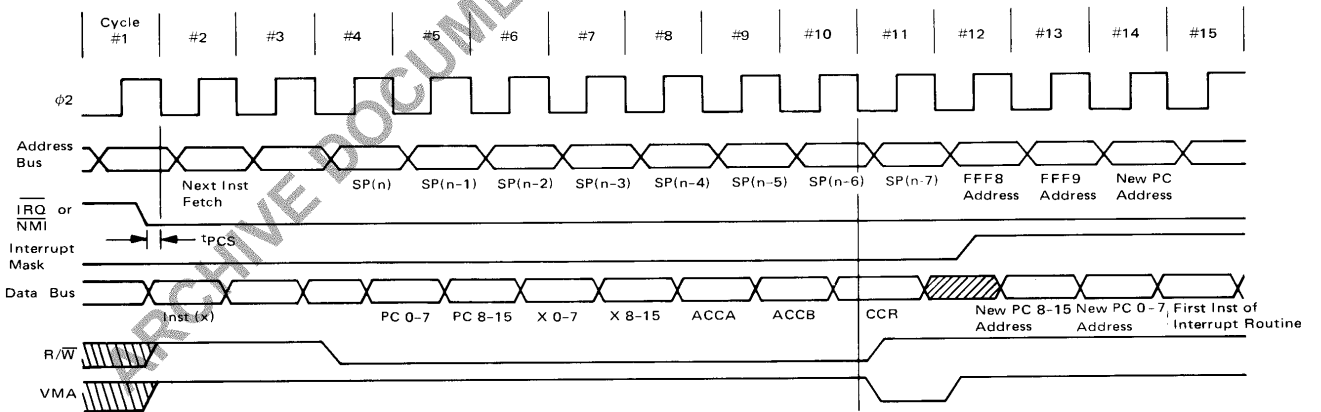 Cycle
#1 #2 #3 #4 #5 #6 #7 #8 #9 #10 #11 #12 #13 #14 #15
ϕ2
Address
Bus
Next Inst
Fetch
SP(n) SP(n-1) SP(n-2) SP(n-3) SP(n-4) SP(n-5) SP(n-6) SP(n-7)
FFF8
Address
FFF9
Address
New PC
Address
IRQ or
NMI
tPCS
Interrupt
Mask
Data Bus
Inst (x)
PC 0-7 PC 8-15 X 0-7 X 8-15 ACCA ACCB CCR
New PC 8-15
Address
New PC 0-7
Address
First Inst of
Interrupt Routine
R/W
VMA
ARCHIVE DOCUME